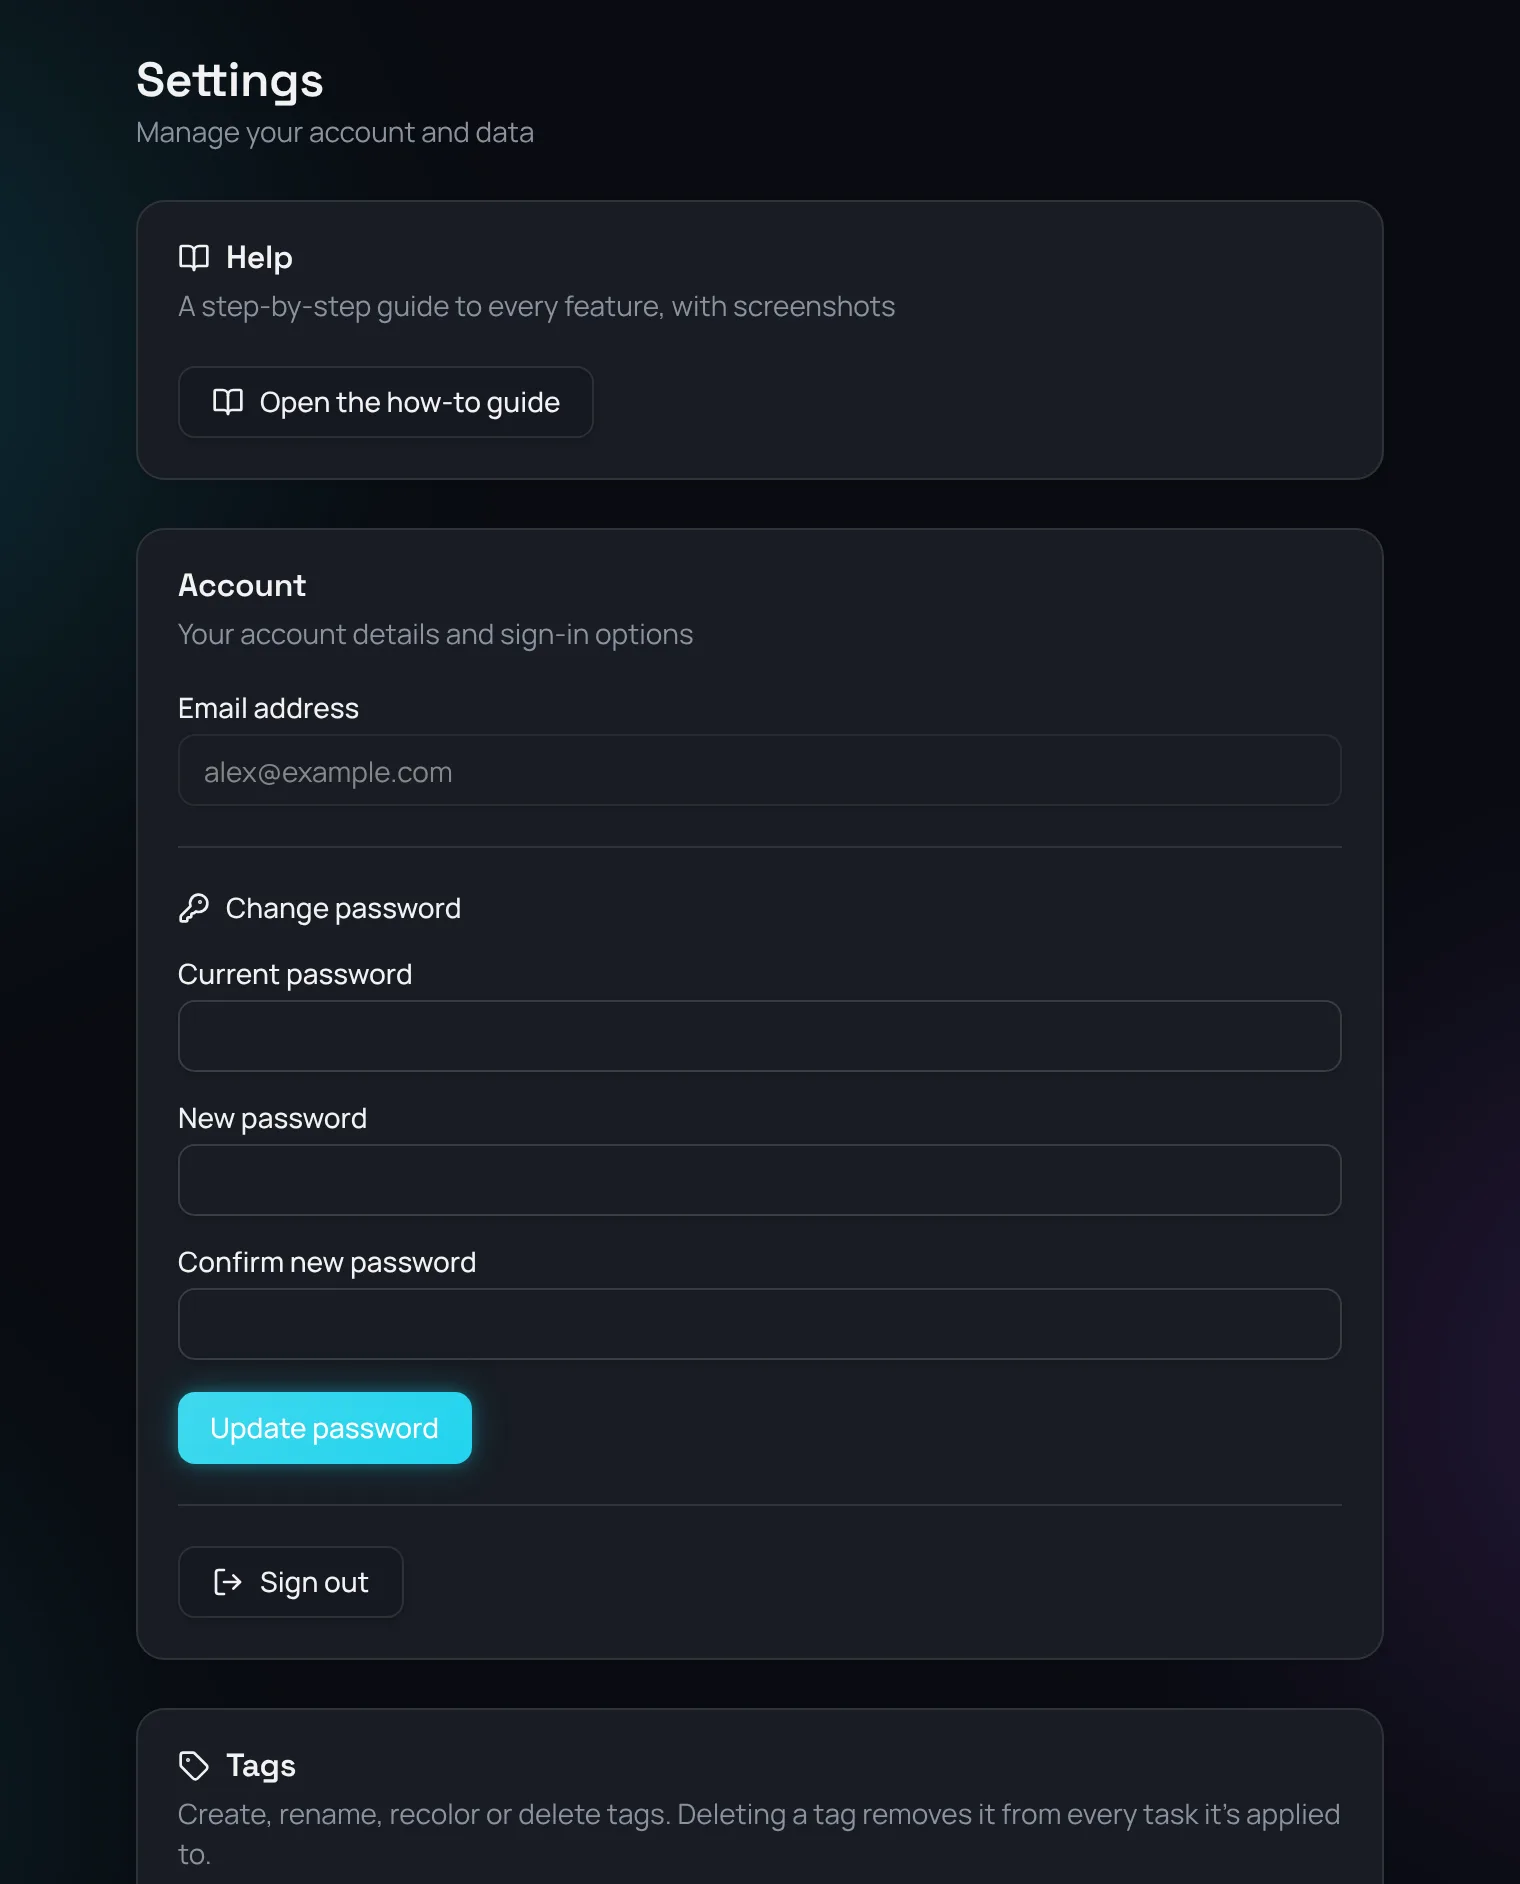 Settings
Manage your account and data
Help
A step-by-step guide to every feature, with screenshots
Open the how-to guide
Account
Your account details and sign-in options
Email address
alex@example.com
Change password
Current password
New password
Confirm new password
Update password
Sign out
Tags
Create, rename, recolor or delete tags. Deleting a tag removes it from every task it’s applied
to.